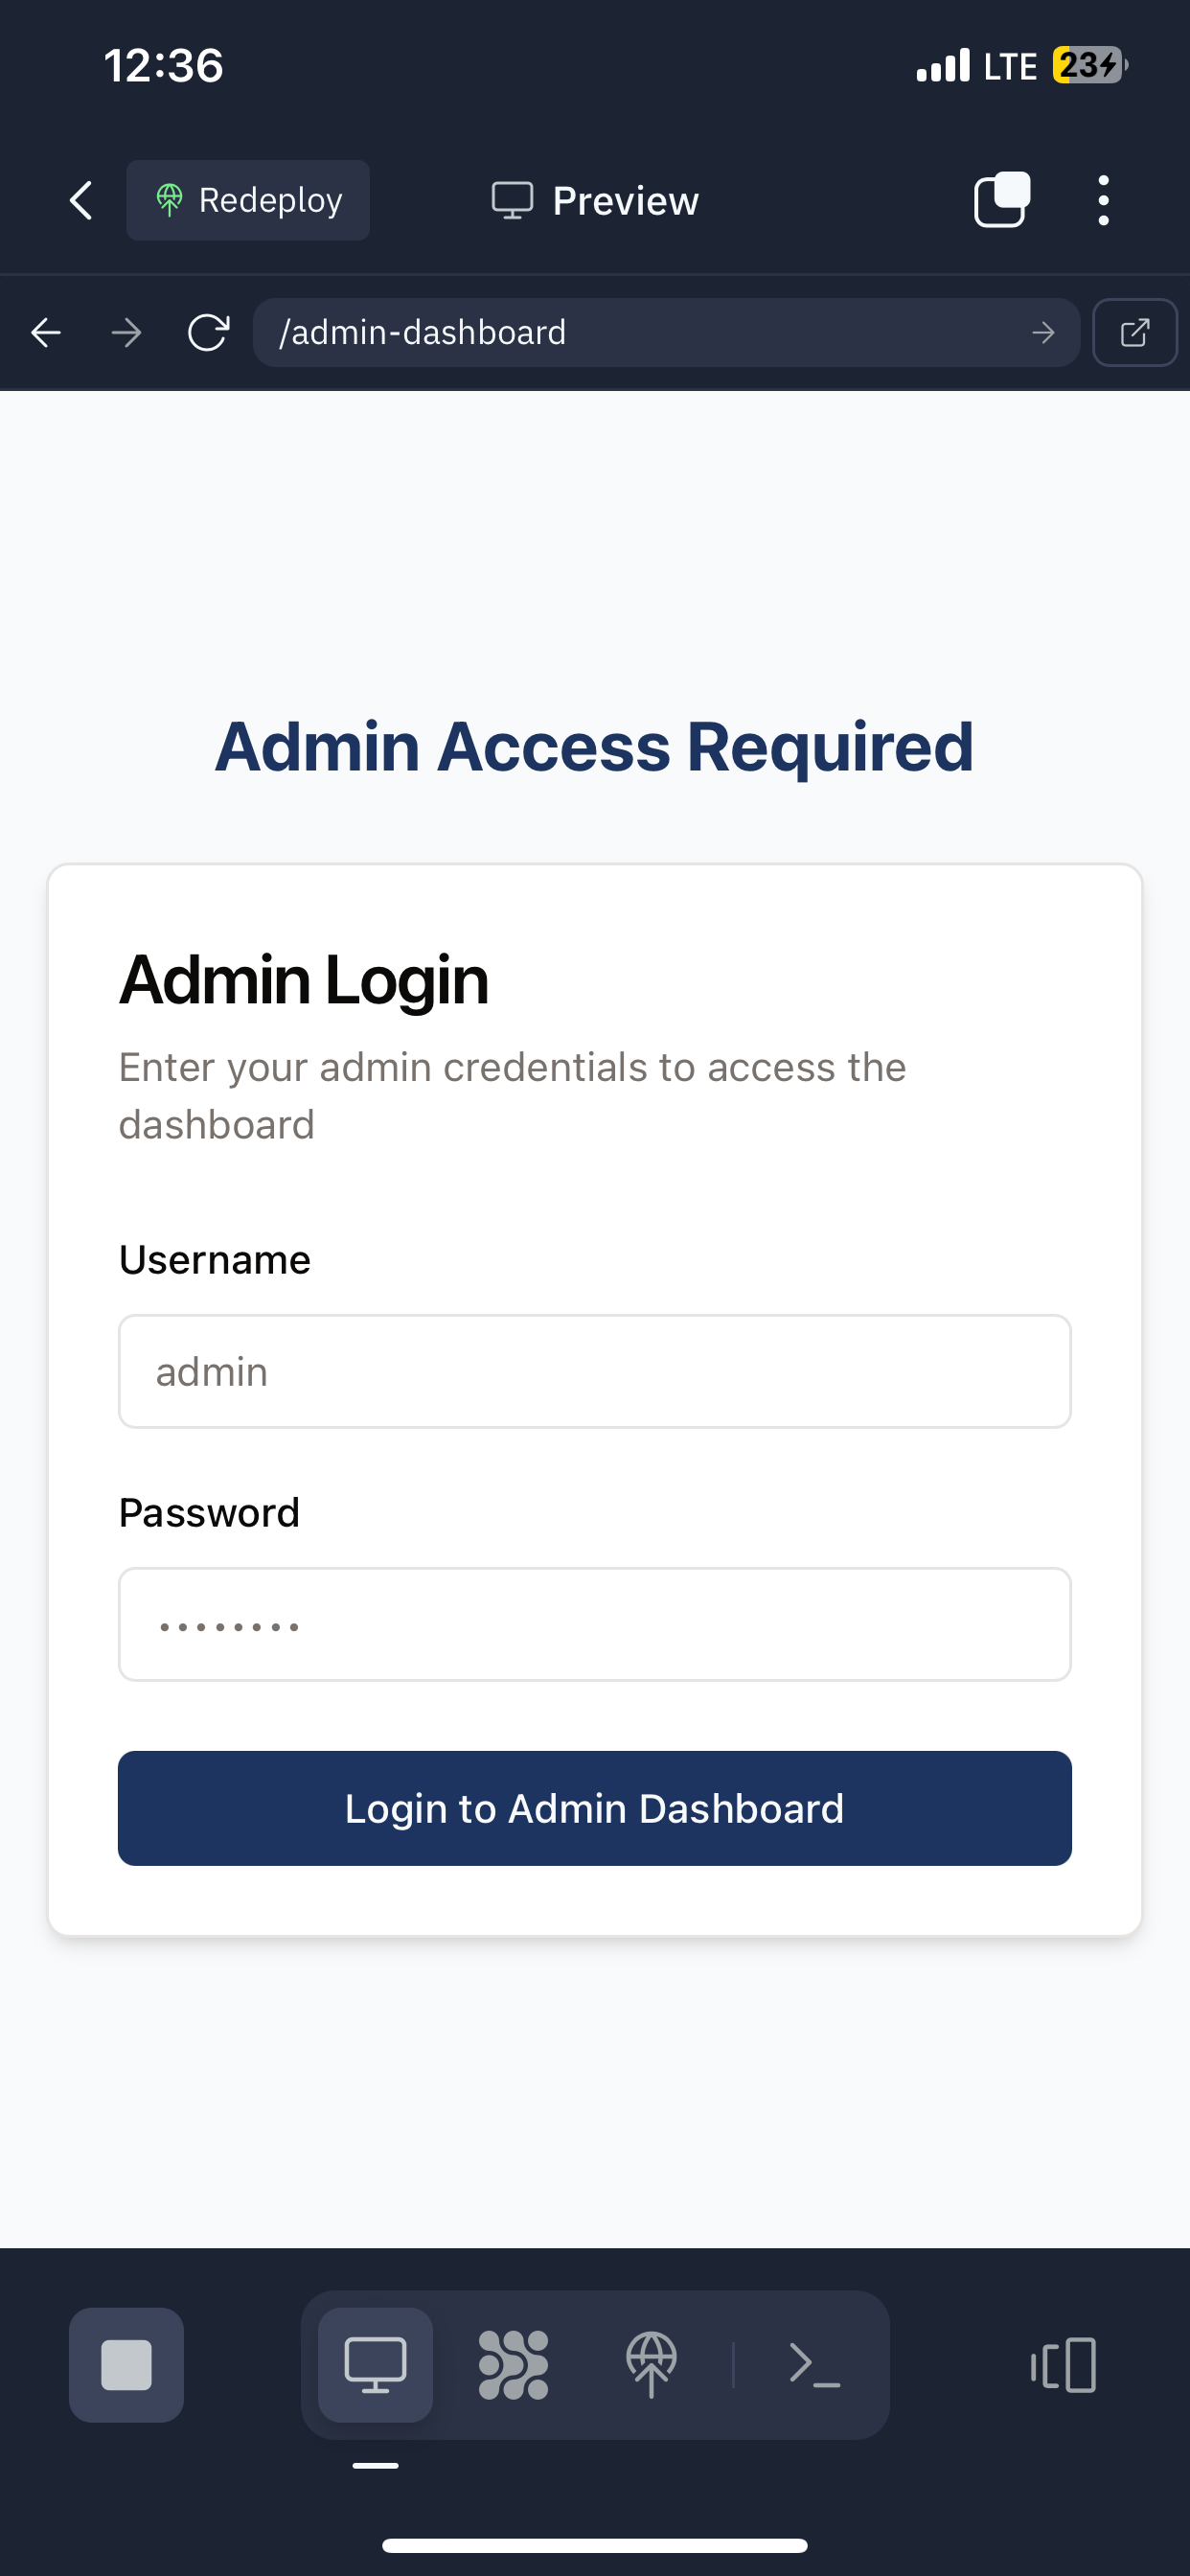 12:36 LTE 23
Redeploy Preview
/admin-dashboard
Admin Access Required
Admin Login
Enter your admin credentials to access the
dashboard
Username
admin
Password
••••••••
Login to Admin Dashboard